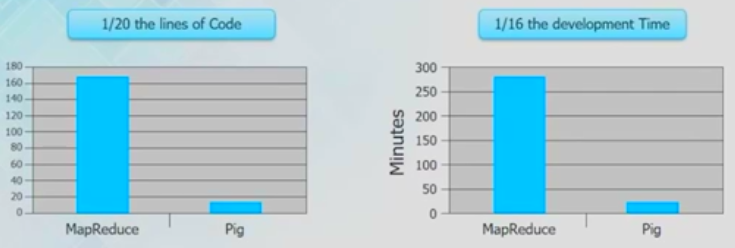 1/20 the lines of Code
180
160
140
120
100
80
60
40
20
0
MapReduce
Pig
1/16 the development Time
Minutes
300
250
200
150
100
50
0
MapReduce
Pig